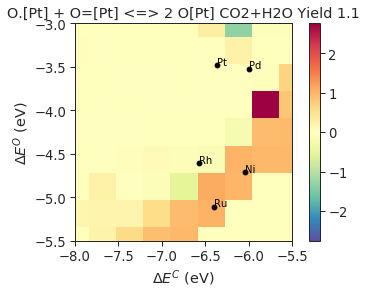 O.[Pt] + O=[Pt] <=> 2 O[Pt] CO2+H2O Yield 1.1
ΔE^O (eV)
−3.0
−3.5
−4.0
−4.5
−5.0
−5.5
Pt
Pd
Rh
Ni
Ru
−8.0 −7.5 −7.0 −6.5 −6.0 −5.5
ΔE^C (eV)
2
1
0
−1
−2